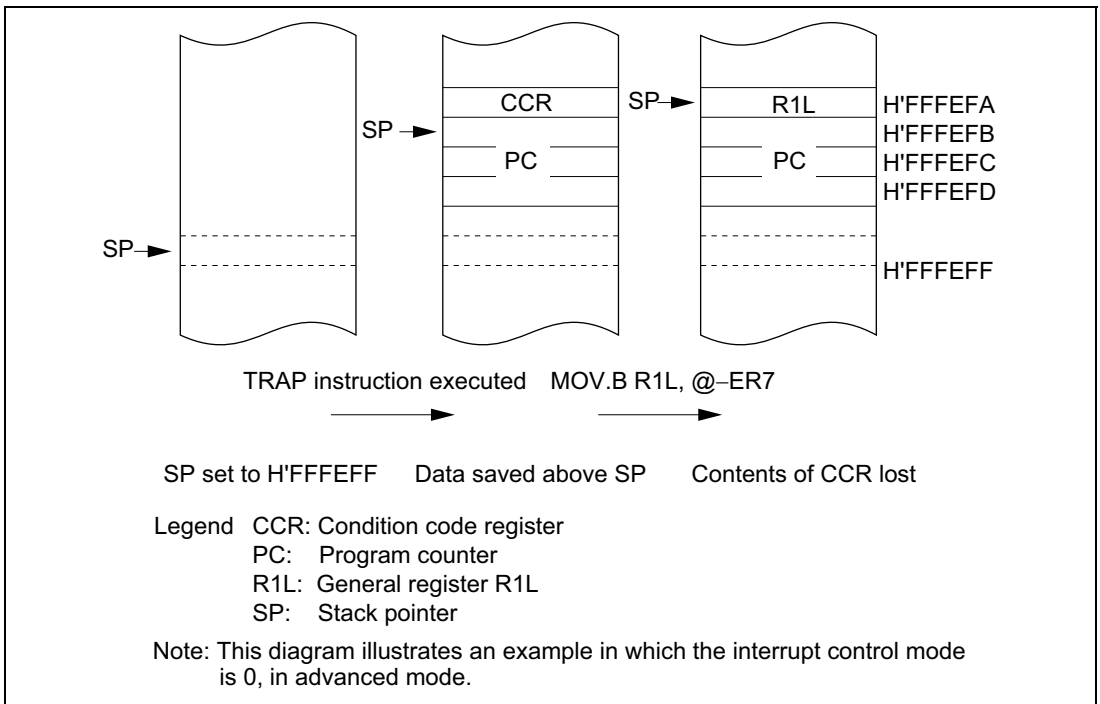 CCR SP R1L H'FFFEFA
SP H'FFFEFB
PC PC H'FFFEFC
H'FFFEFD
SP
H'FFFEFF
TRAP instruction executed MOV.B R1L, @–ER7
SP set to H'FFFEFF Data saved above SP Contents of CCR lost
Legend CCR: Condition code register
PC: Program counter
R1L: General register R1L
SP: Stack pointer
Note: This diagram illustrates an example in which the interrupt control mode
is 0, in advanced mode.